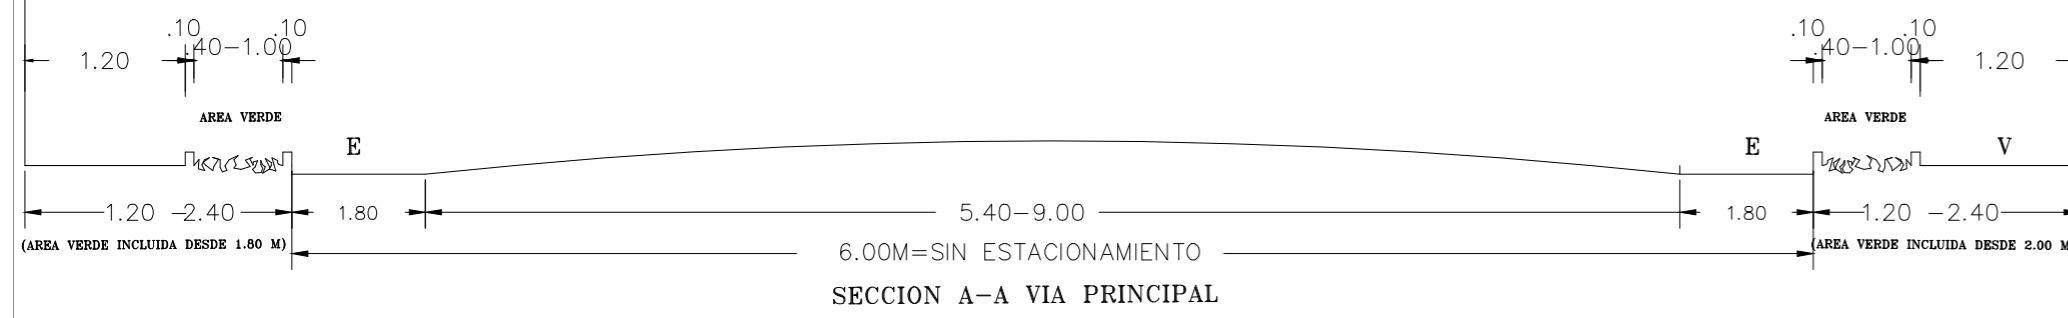 .10 .10 .10 .10
.40-1.00 .40-1.00
1.20 1.20
AREA VERDE AREA VERDE
E E V
1.20 -2.40 1.80 5.40-9.00 1.80 1.20 -2.40
(AREA VERDE INCLUIDA DESDE 1.80 M) (AREA VERDE INCLUIDA DESDE 2.00 M
6.00M=SIN ESTACIONAMIENTO
SECCION A-A VIA PRINCIPAL